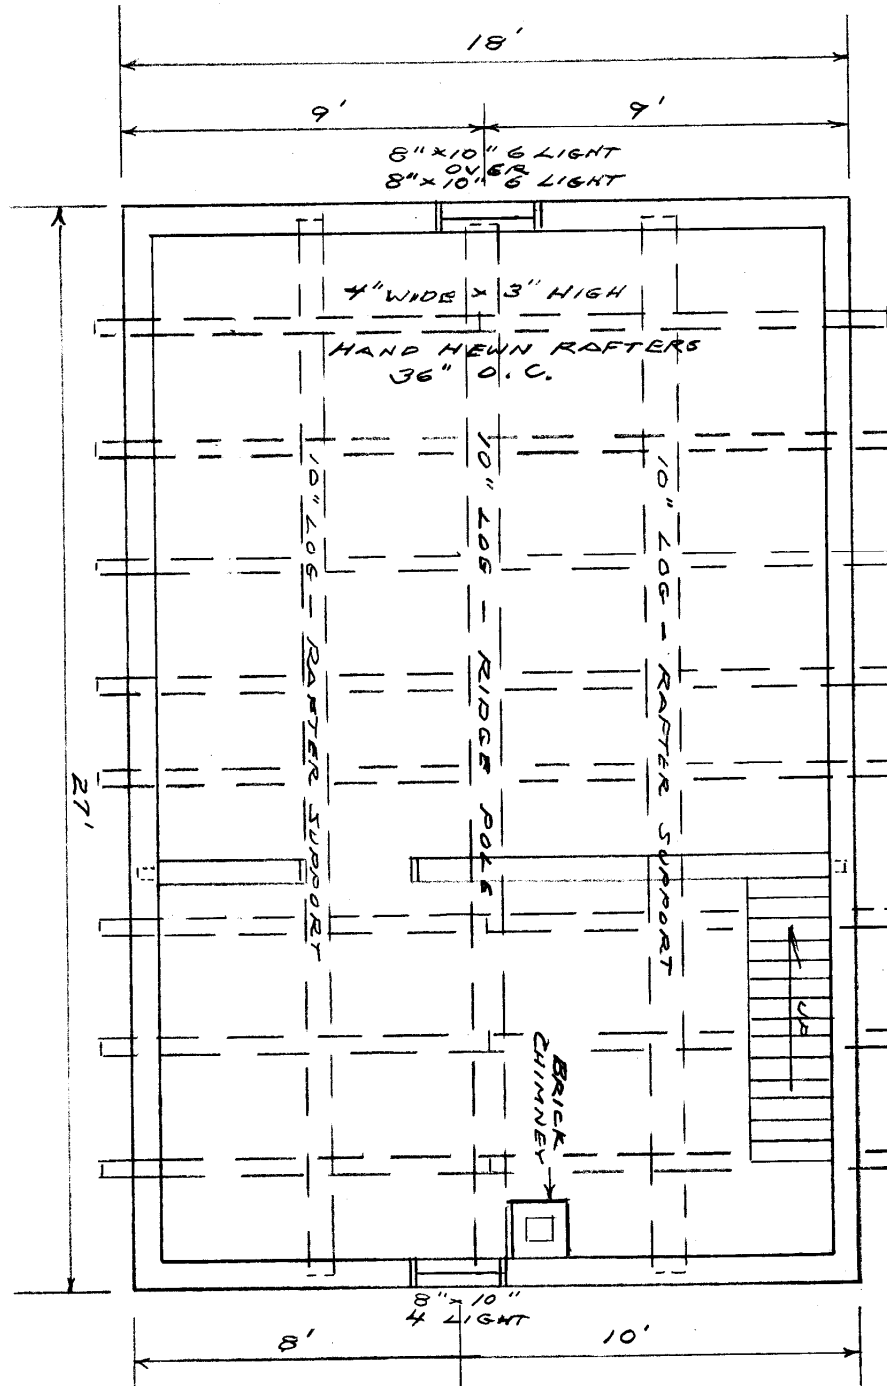 18'
9'
9'
8"x10" 6 LIGHT
OVER
8"x10" 6 LIGHT
4" WIDE x 3" HIGH
HAND HEWN RAFTERS
36" O.C.
10" LOG - RAFTER SUPPORT
10" LOG - RIDGE POLE
10" LOG - RAFTER SUPPORT
27'
UP
BRICK
CHIMNEY
8"x10"
4 LIGHT
8'
10'